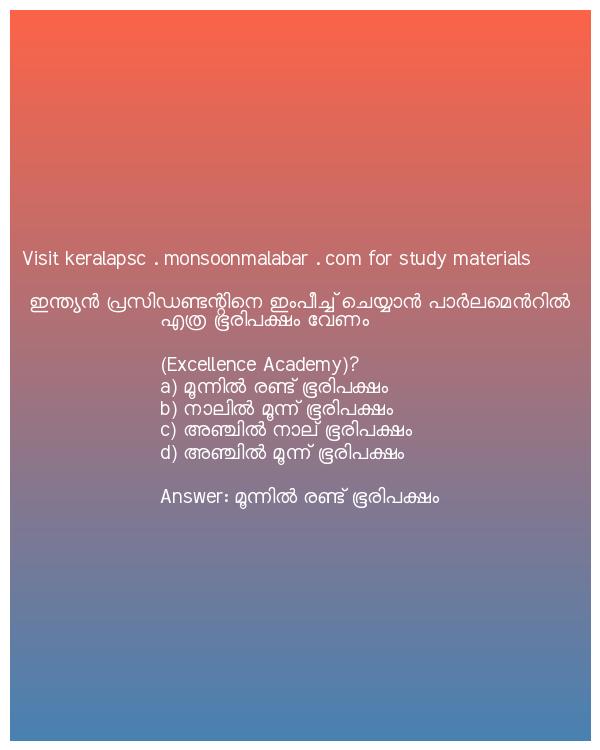 Visit keralapsc . monsoonmalabar . com for study materials
ഇന്ത്യൻ പ്രസിഡണ്ടന്റിനെ ഇംപീച്ച് ചെയ്യാൻ പാർലമെൻറിൽ
എത്ര ഭൂരിപക്ഷം വേണം
(Excellence Academy)?
a) മൂന്നിൽ രണ്ട് ഭൂരിപക്ഷം
b) നാലിൽ മൂന്ന് ഭൂരിപക്ഷം
c) അഞ്ചിൽ നാല് ഭൂരിപക്ഷം
d) അഞ്ചിൽ മൂന്ന് ഭൂരിപക്ഷം
Answer: മൂന്നിൽ രണ്ട് ഭൂരിപക്ഷം